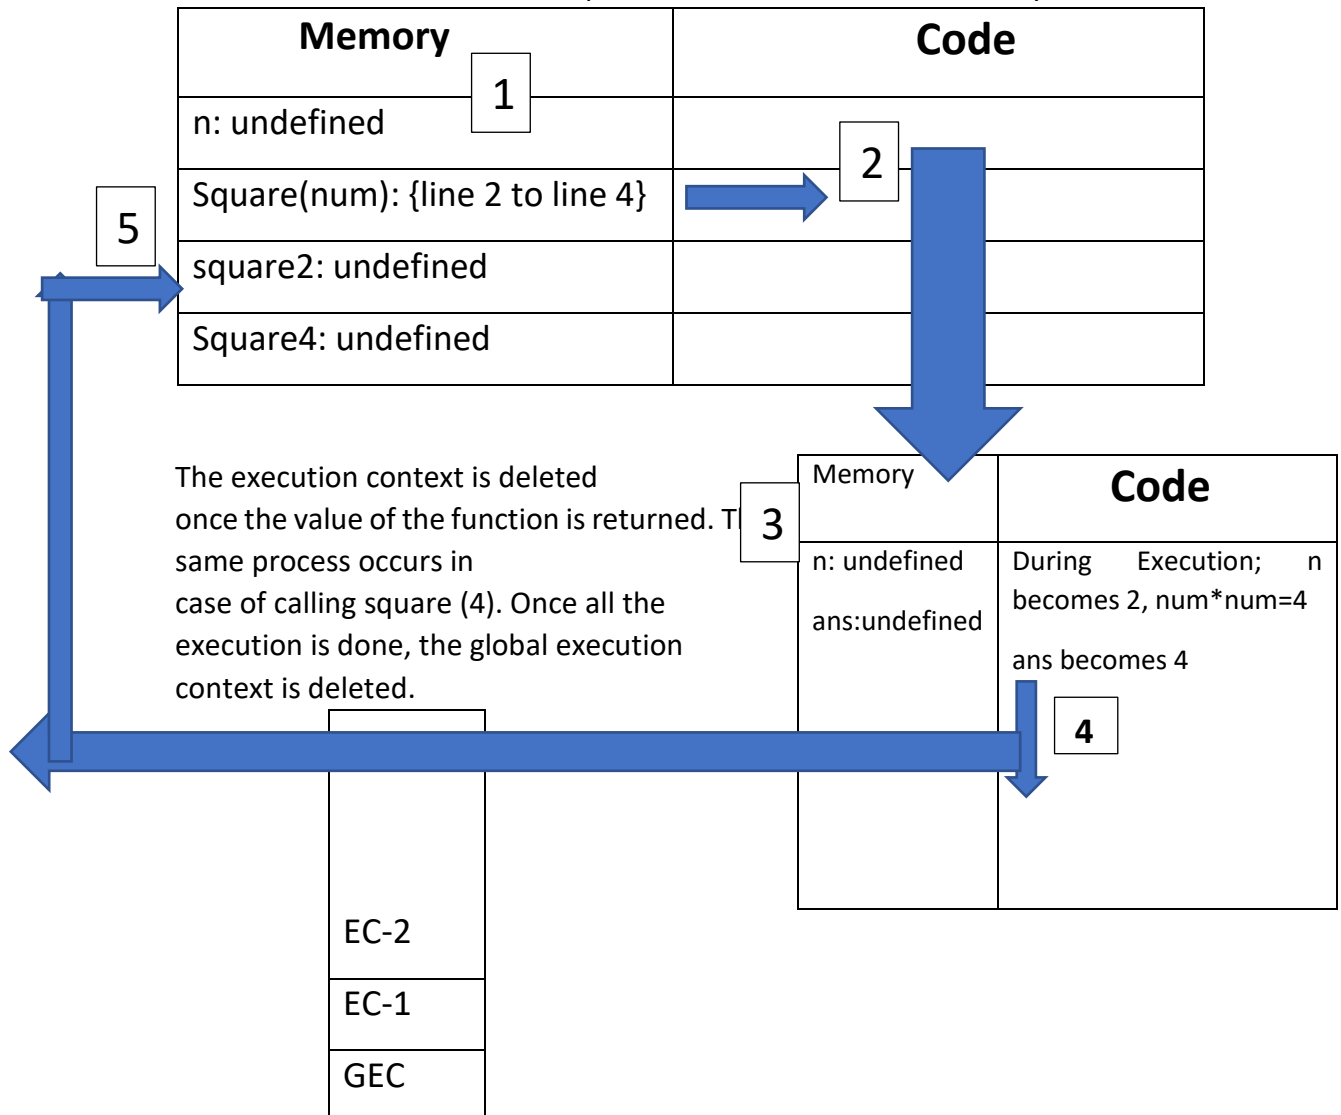 Memory
Code
1
n: undefined
2
Square(num): {line 2 to line 4}
5
square2: undefined
Square4: undefined
The execution context is deleted
once the value of the function is returned.
same process occurs in
case of calling square (4). Once all the
execution is done, the global execution
context is deleted.
3
Memory
Code
n: undefined
ans:undefined
During Execution; n
becomes 2, num*num=4
ans becomes 4
4
EC-2
EC-1
GEC